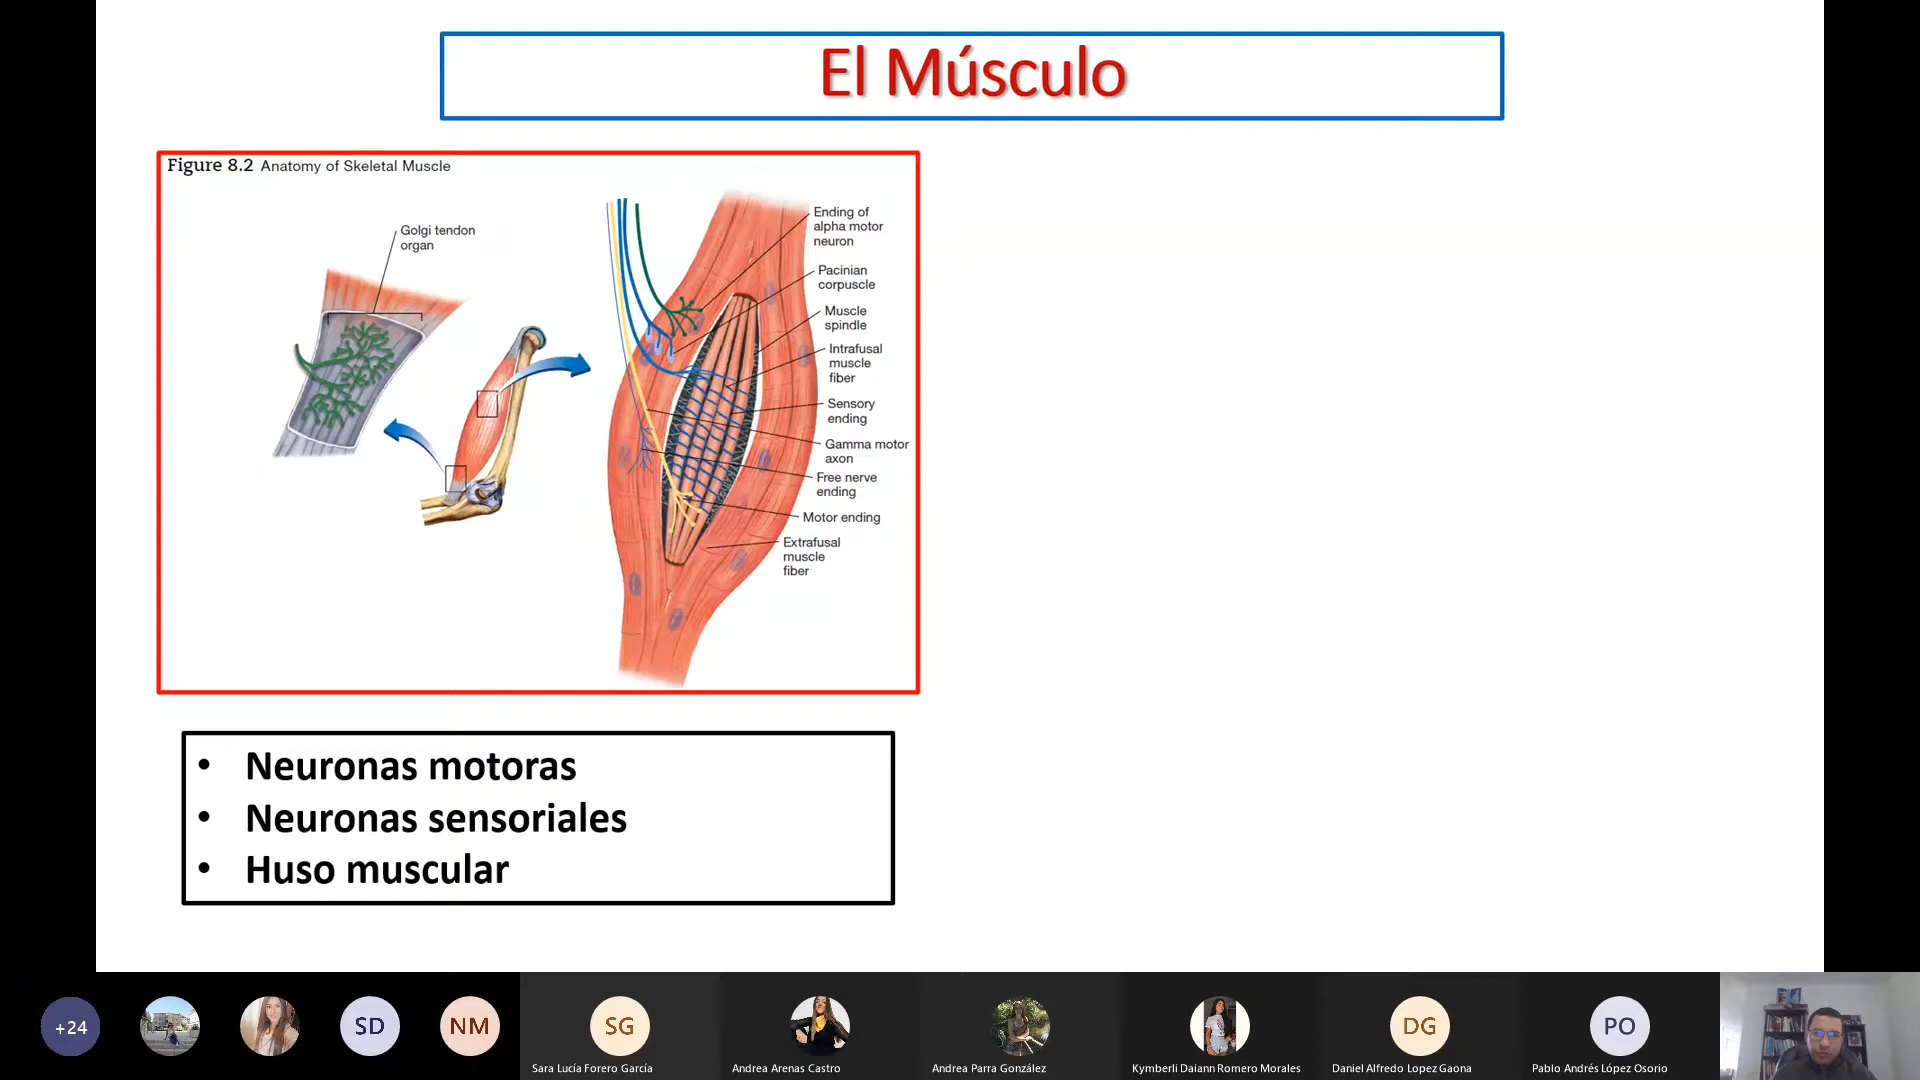 El Músculo
Figure 8.2 Anatomy of Skeletal Muscle
Golgi tendon
organ
Ending of
alpha motor
neuron
Pacinian
corpuscle
Muscle
spindle
Intrafusal
muscle
fiber
Sensory
ending
Gamma motor
axon
Free nerve
ending
Motor ending
Extrafusal
muscle
fiber
• Neuronas motoras
• Neuronas sensoriales
• Huso muscular
+24
SD
NM
SG
DG
PO
Sara Lucía Forero García
Andrea Arenas Castro
Andrea Parra González
Kymberli Daiann Romero Morales
Daniel Alfredo Lopez Gaona
Pablo Andrés López Osorio